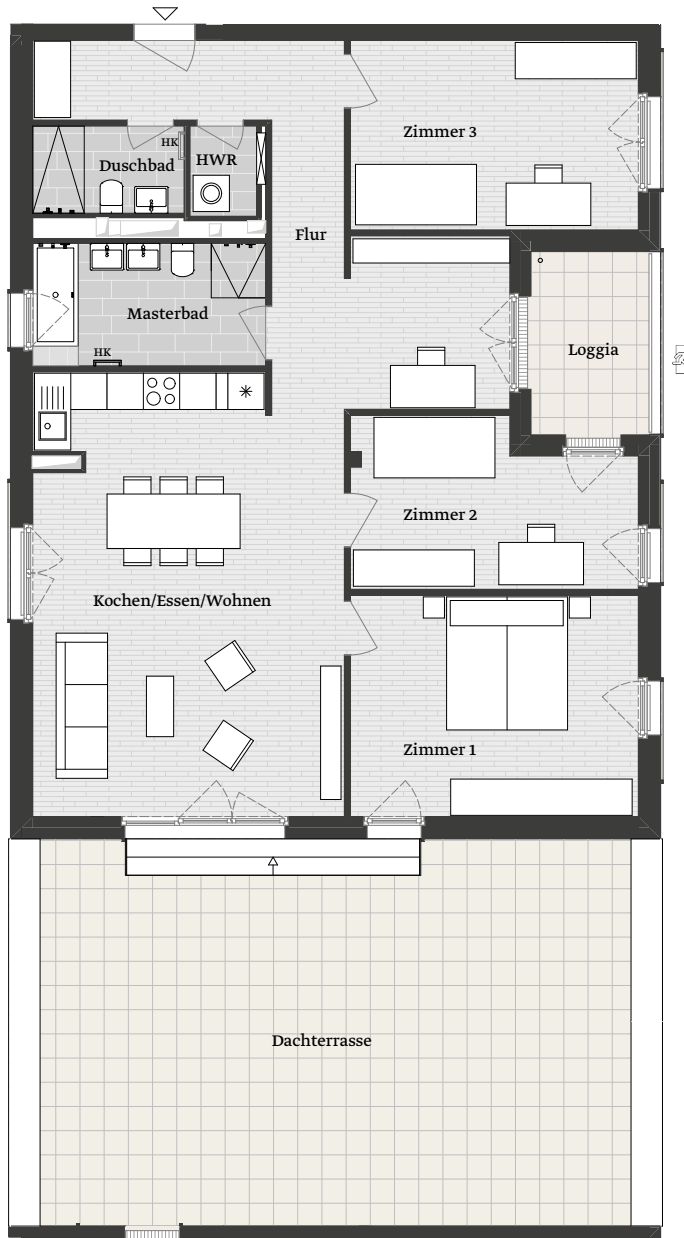 Zimmer 3
HK
Duschbad
HWR
Flur
Masterbad
Loggia
HK
Zimmer 2
Kochen/Essen/Wohnen
Zimmer 1
Dachterrasse